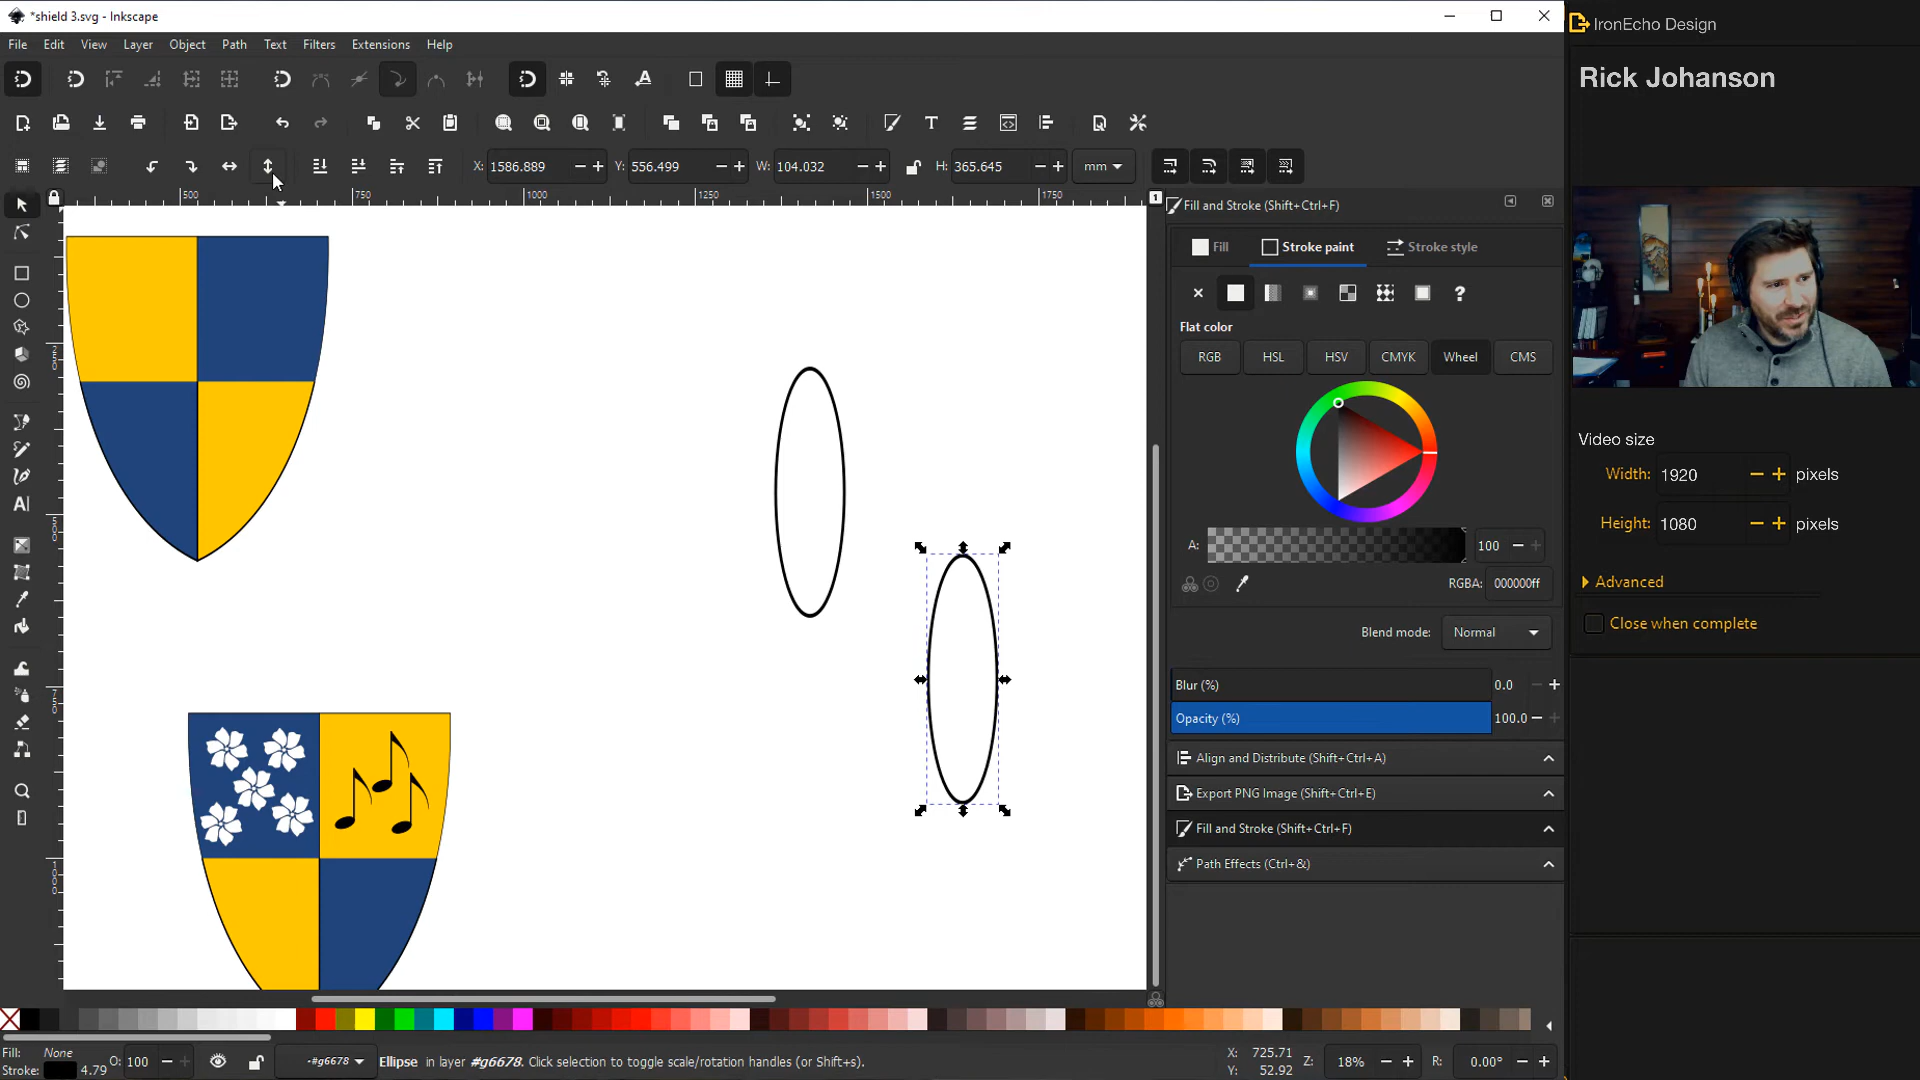 *shield 3.svg - Inkscape
IronEcho Design
File Edit View Layer Object Path Text Filters Extensions Help
Rick Johanson
X: 1586.889 Y: 556.499 W: 104.032 H: 365.645 mm
500 750 1000 1250 1500 1750
1
Fill and Stroke (Shift+Ctrl+F)
Fill Stroke paint Stroke style
?
Flat color
RGB HSL HSV CMYK Wheel CMS
A: 100
RGBA: 000000ff
Blend mode: Normal
Blur (%) 0.0
Opacity (%) 100.0
Align and Distribute (Shift+Ctrl+A)
Export PNG Image (Shift+Ctrl+E)
Fill and Stroke (Shift+Ctrl+F)
Path Effects (Ctrl+&)
Video size
Width: 1920 pixels
Height: 1080 pixels
Advanced
Close when complete
250
500
750
1000
Fill: None
Stroke: 4.79
O: 100
-#g6678
Ellipse in layer #g6678. Click selection to toggle scale/rotation handles (or Shift+s).
X: 725.71
Y: 52.92
Z: 18%
R: 0.00°